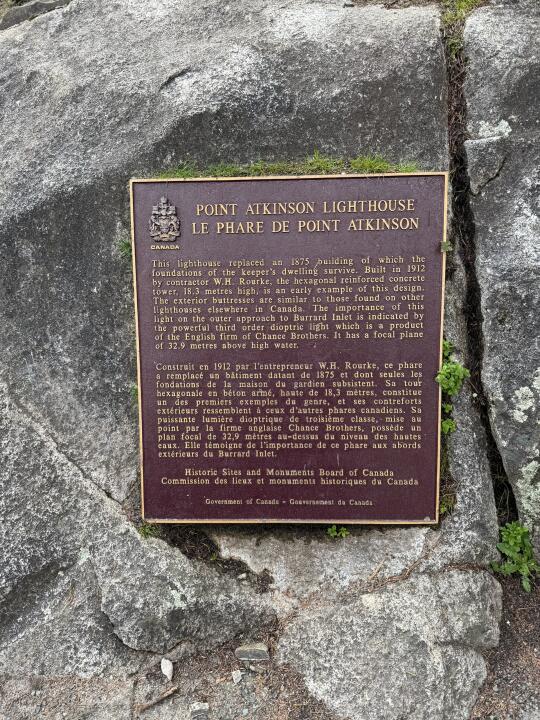 POINT ATKINSON LIGHTHOUSE
LE PHARE DE POINT ATKINSON
CANADA
This lighthouse replaced an 1875 building of which the
foundations of the keeper's dwelling survive. Built in 1912
by contractor W.H. Rourke, the hexagonal reinforced concrete
tower, 18.3 metres high, is an early example of this design.
The exterior buttresses are similar to those found on other
lighthouses elsewhere in Canada. The importance of this
light on the outer approach to Burrard Inlet is indicated by
the powerful third order dioptric light which is a product
of the English firm of Chance Brothers. It has a focal plane
of 32.9 metres above high water.
Construit en 1912 par l'entrepreneur W.H. Rourke, ce phare
a remplacé un bâtiment datant de 1875 et dont seules les
fondations de la maison du gardien subsistent. Sa tour
hexagonale en béton armé, haute de 18,3 mètres, constitue
un des premiers exemples du genre, et ses contreforts
extérieurs ressemblent à ceux d'autres phares canadiens. Sa
puissante lumière dioptrique de troisième classe, mise au
point par la firme anglaise Chance Brothers, possède un
plan focal de 32,9 mètres au-dessus du niveau des hautes
eaux. Elle témoigne de l'importance de ce phare aux abords
extérieurs du Burrard Inlet.
Historic Sites and Monuments Board of Canada
Commission des lieux et monuments historiques du Canada
Government of Canada - Gouvernement du Canada